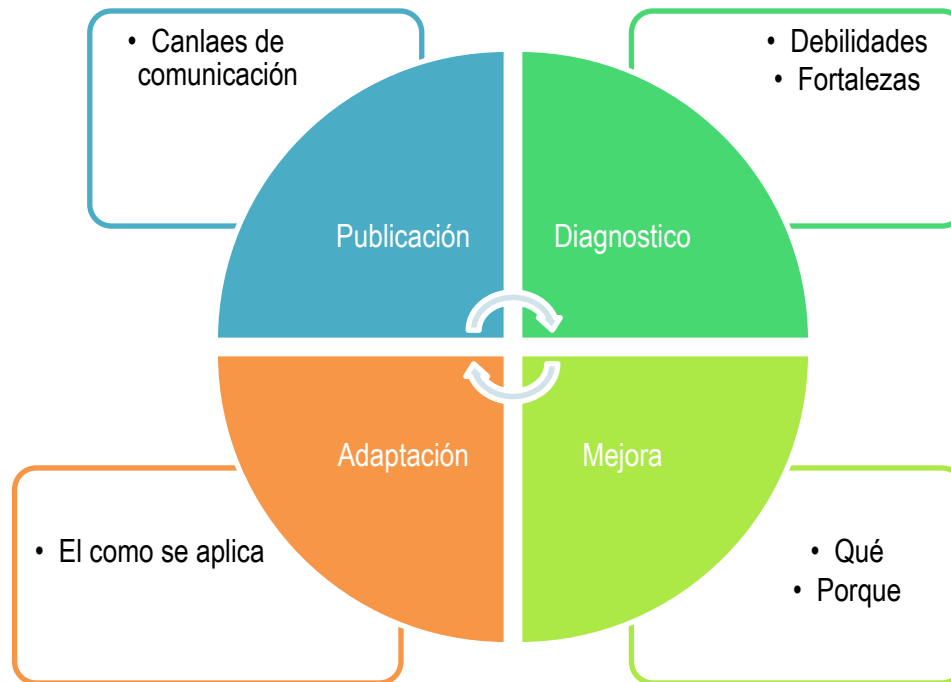 • Canlaes de
comunicación
• Debilidades
• Fortalezas
Publicación
Diagnostico
Adaptación
Mejora
• El como se aplica
• Qué
• Porque